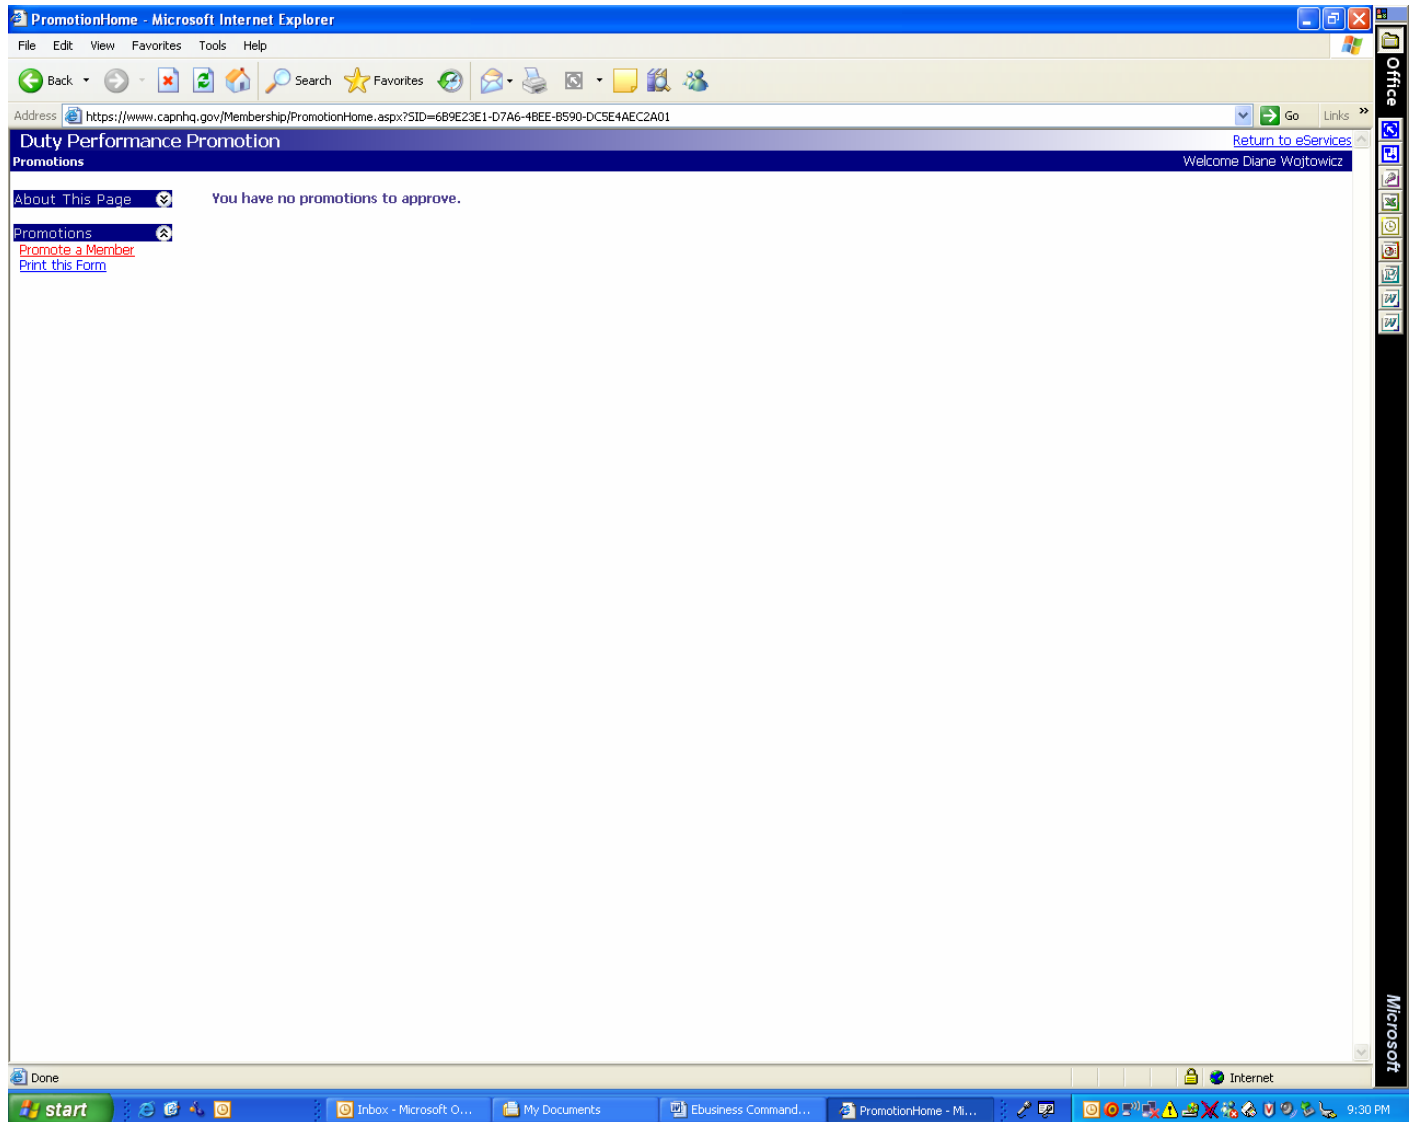 PromotionHome - Microsoft Internet Explorer
File Edit View Favorites Tools Help
Back Search Favorites
Address https://www.capnhq.gov/Membership/PromotionHome.aspx?SID=6B9E23E1-D7A6-4BEE-B590-DC5E4AEC2A01 Go Links »
Duty Performance Promotion Return to eServices
Promotions Welcome Diane Wojtowicz
About This Page You have no promotions to approve.
Promotions
Promote a Member
Print this Form
Office
Microsoft
Done Internet
start Inbox - Microsoft O... My Documents Ebusiness Command... PromotionHome - Mi... 9:30 PM